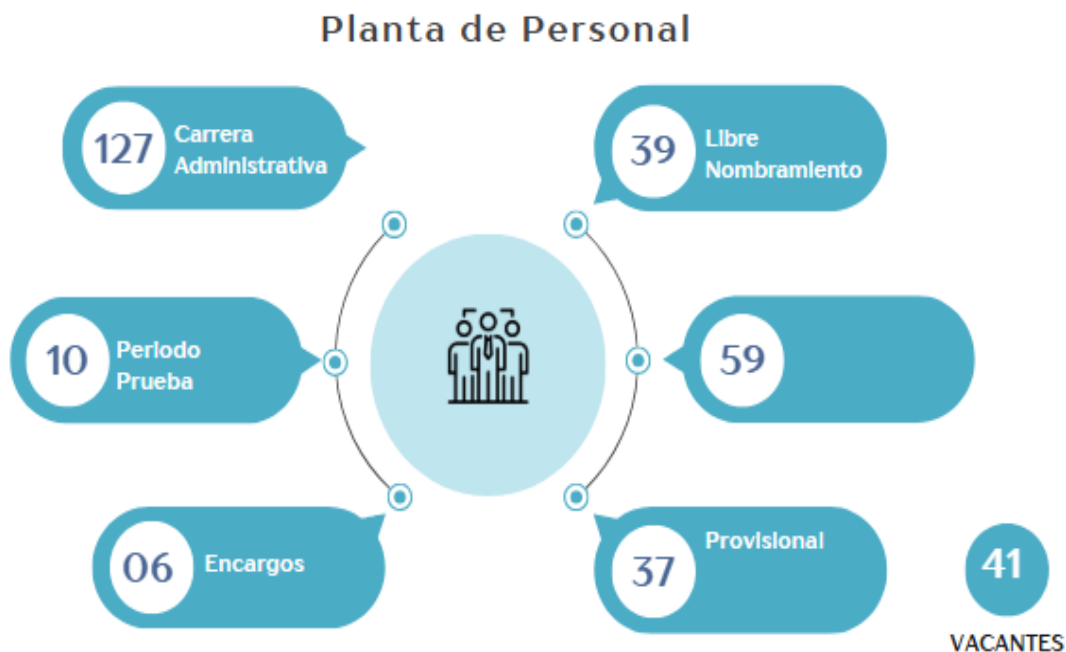 Planta de Personal
127
Carrera
Administrativa
39
Libre
Nombramiento
10
Periodo
Prueba
59
06
Encargos
37
Provisional
41
VACANTES